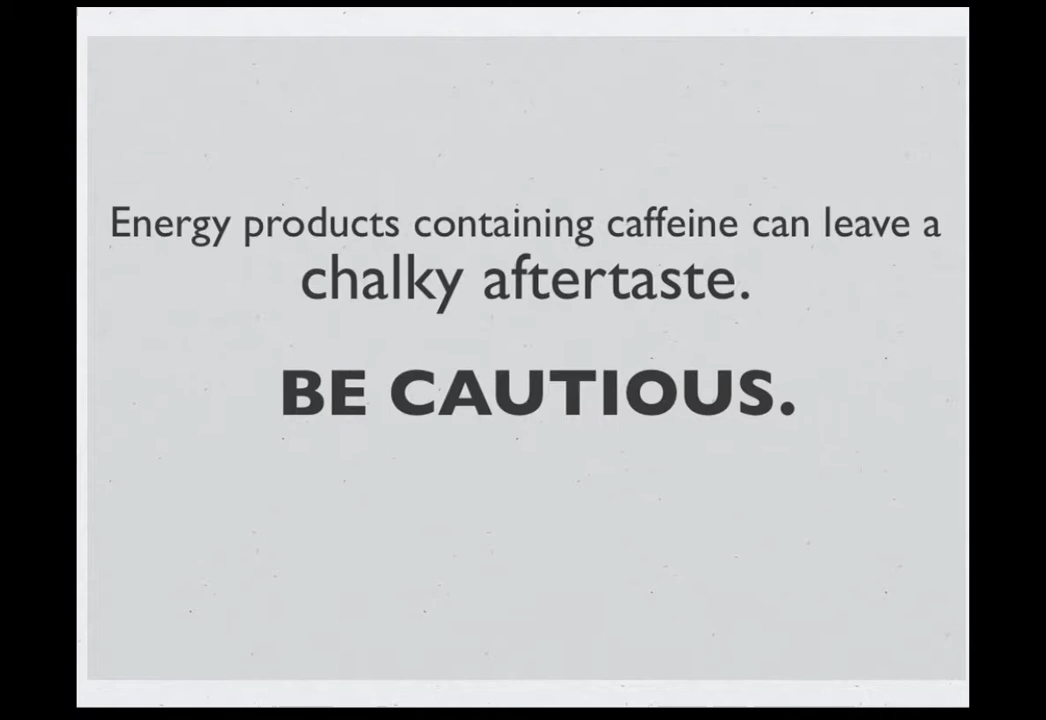 Energy products containing caffeine can leave a
chalky aftertaste.
BE CAUTIOUS.